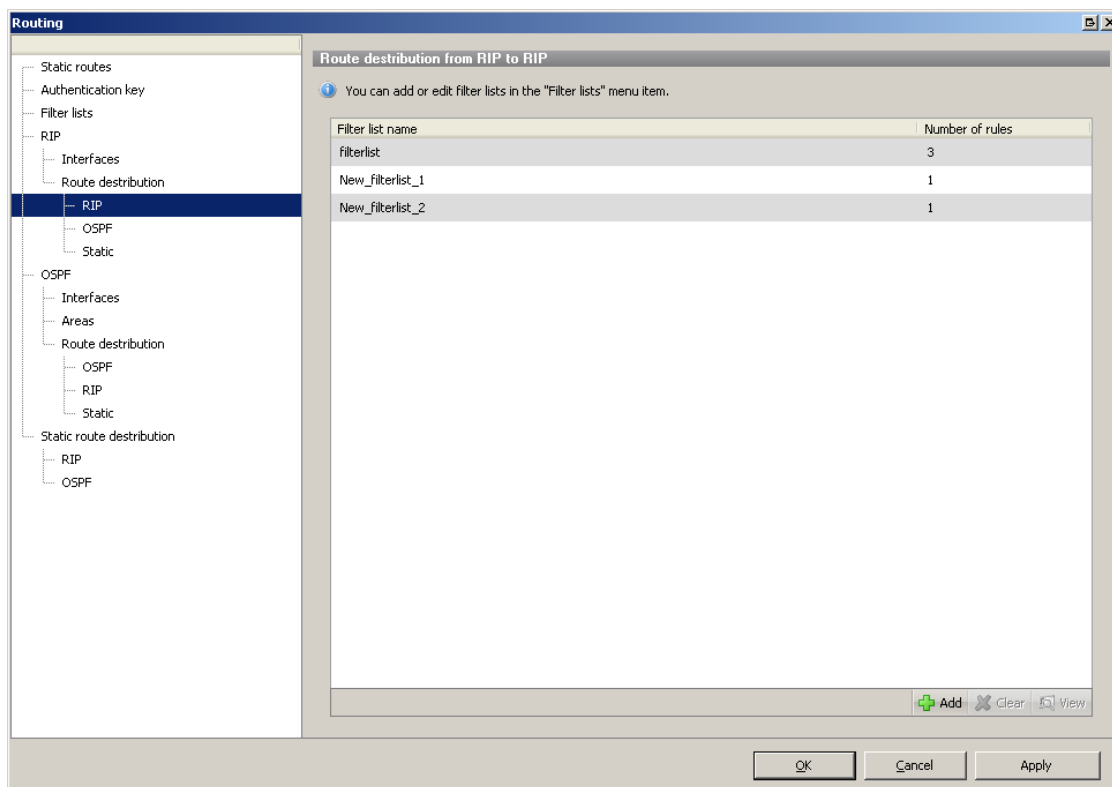 Routing
Static routes
Authentication key
Filter lists
RIP
Interfaces
Route destribution
RIP
OSPF
Static
OSPF
Interfaces
Areas
Route destribution
OSPF
RIP
Static
Static route destribution
RIP
OSPF
Route destribution from RIP to RIP
You can add or edit filter lists in the "Filter lists" menu item.
Filter list name Number of rules
filterlist 3
New_filterlist_1 1
New_filterlist_2 1
Add Clear View
OK Cancel Apply